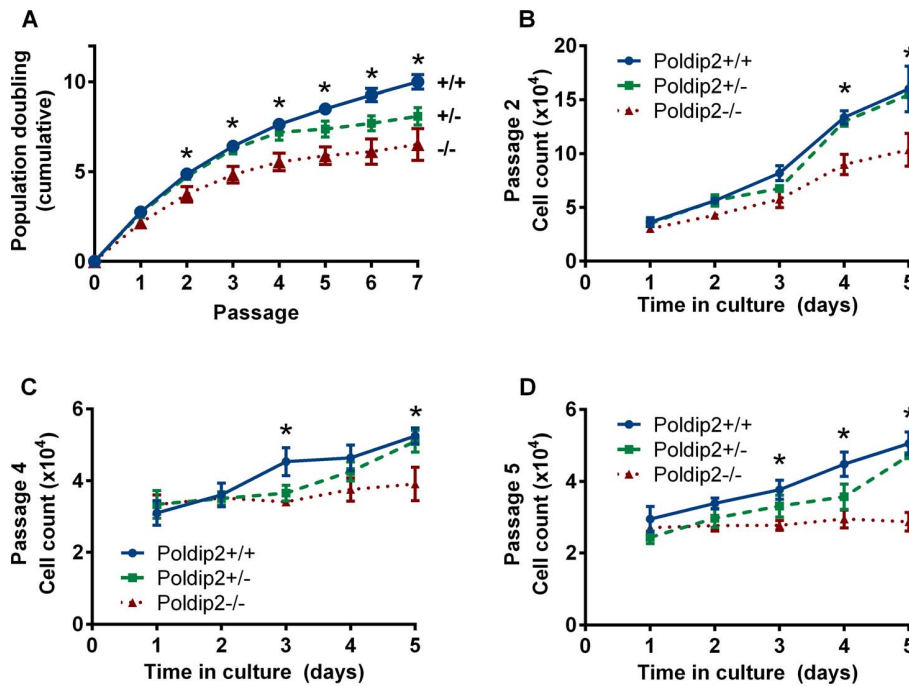 A
Population doubling
(cumulative)
10
5
0
* * * * * *
+/+
+/-
-/-
0 1 2 3 4 5 6 7
Passage
B
Passage 2
Cell count (x10⁴)
20
15
10
5
0
Poldip2+/+
Poldip2+/-
Poldip2-/-
* *
0 1 2 3 4 5
Time in culture (days)
C
Passage 4
Cell count (x10⁴)
6
4
2
0
* *
Poldip2+/+
Poldip2+/-
Poldip2-/-
0 1 2 3 4 5
Time in culture (days)
D
Passage 5
Cell count (x10⁴)
6
4
2
0
Poldip2+/+
Poldip2+/-
Poldip2-/-
* * *
0 1 2 3 4 5
Time in culture (days)